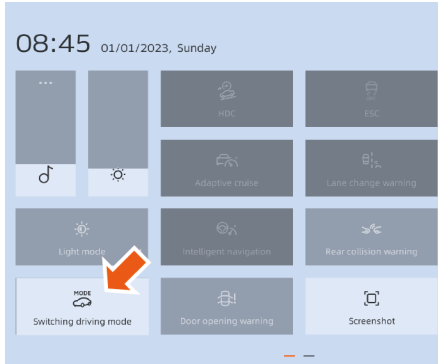 08:45 01/01/2023, Sunday
...
HDC
ESC
Adaptive cruise
Lane change warning
Light mode
Intelligent navigation
Rear collision warning
MODE
Switching driving mode
Door opening warning
Screenshot